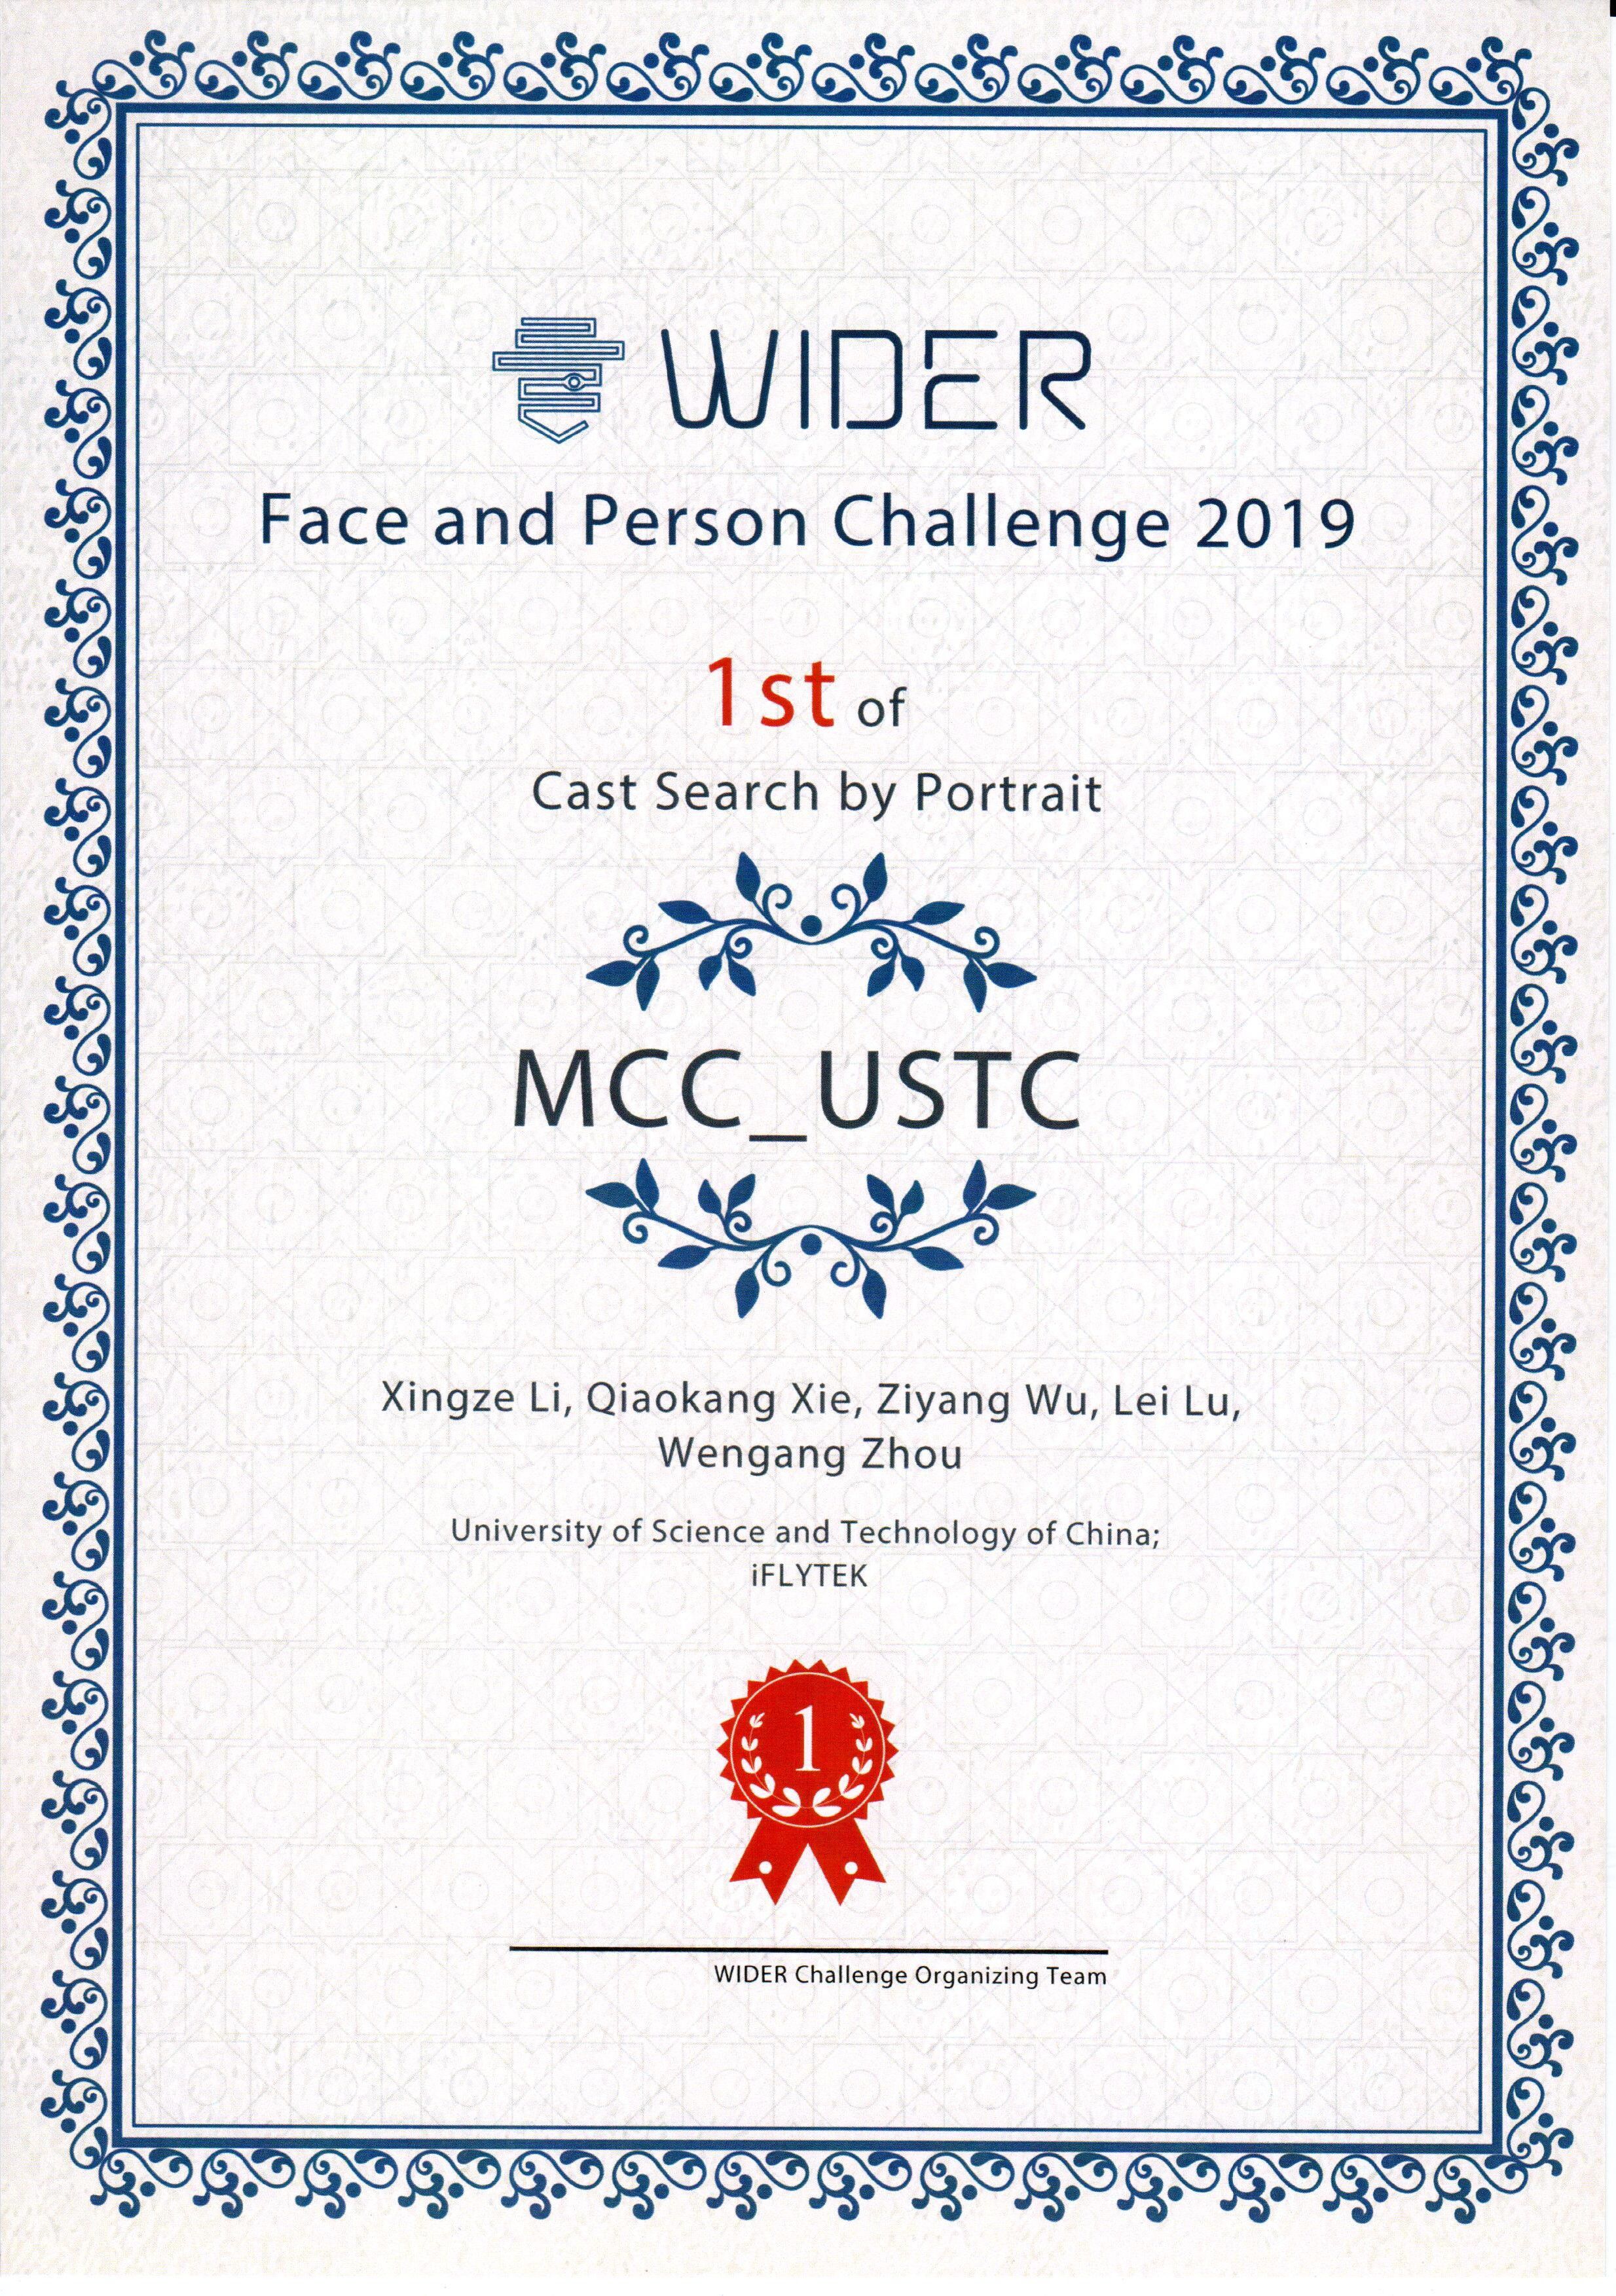 WIDER
Face and Person Challenge 2019
1st of
Cast Search by Portrait
MCC_USTC
Xingze Li, Qiaokang Xie, Ziyang Wu, Lei Lu,
Wengang Zhou
University of Science and Technology of China;
iFLYTEK
1
WIDER Challenge Organizing Team